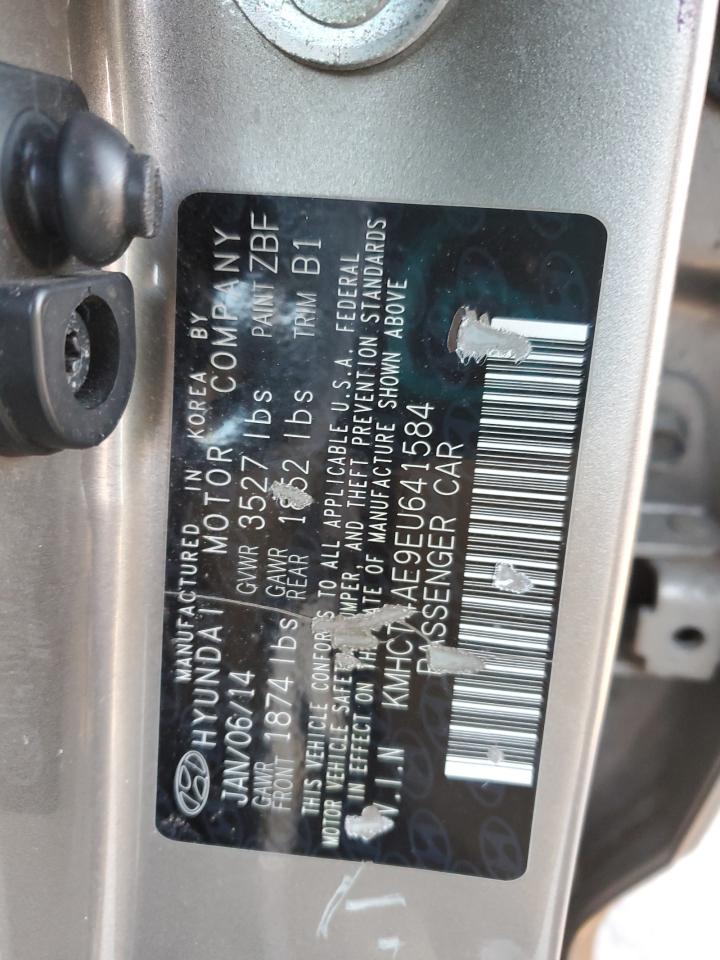 MANUFACTURED IN KOREA BY
HYUNDAI MOTOR COMPANY
JAN/06/14 GVWR 3527 lbs PAINT ZBF
GAWR FRONT 1874 lbs GAWR REAR lbs TRIM B1
THIS VEHICLE CONFORMS TO ALL APPLICABLE U.S.A. FEDERAL
MOTOR VEHICLE SAFETY, BUMPER, AND THEFT PREVENTION STANDARDS
IN EFFECT ON THE DATE OF MANUFACTURE SHOWN ABOVE
V.I.N KMHCT4AE9EU641584
PASSENGER CAR